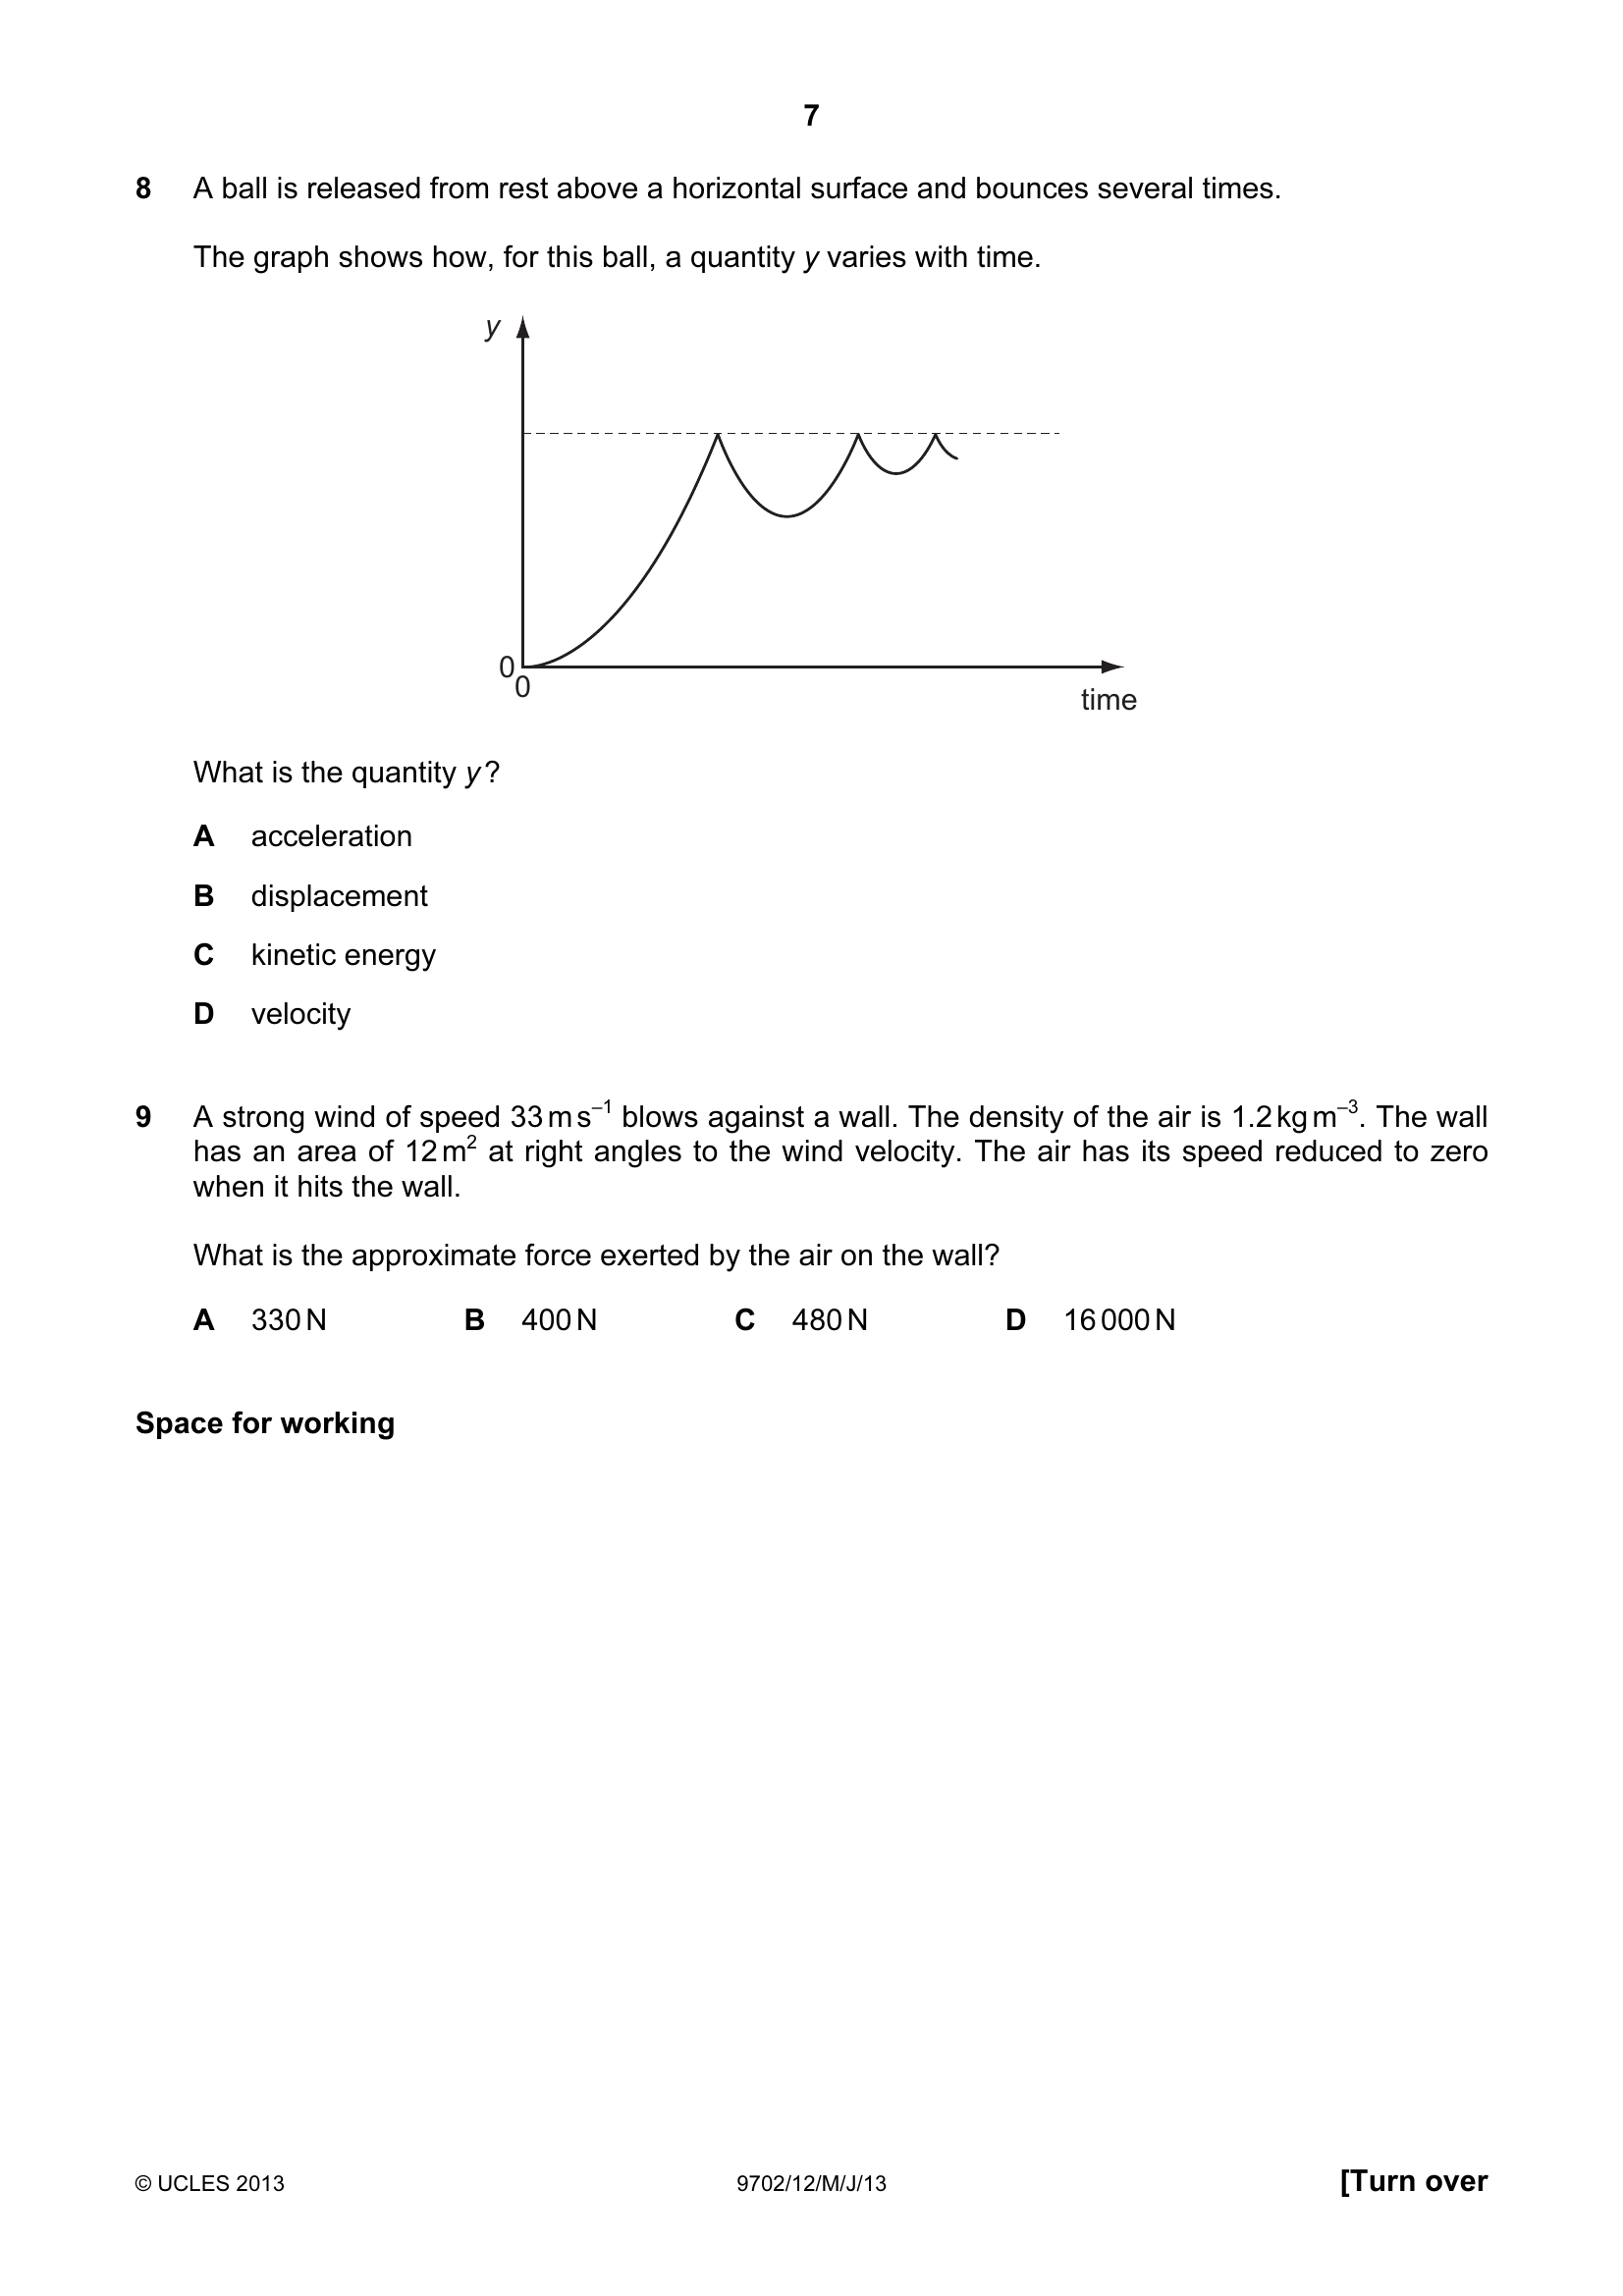 7
8 A ball is released from rest above a horizontal surface and bounces several times.
The graph shows how, for this ball, a quantity y varies with time.
y
0
0
time
What is the quantity y?
A acceleration
B displacement
C kinetic energy
D velocity
9 A strong wind of speed 33 m s⁻¹ blows against a wall. The density of the air is 1.2 kg m⁻³. The wall
has an area of 12 m² at right angles to the wind velocity. The air has its speed reduced to zero
when it hits the wall.
What is the approximate force exerted by the air on the wall?
A 330 N B 400 N C 480 N D 16 000 N
Space for working
© UCLES 2013 9702/12/M/J/13 [Turn over